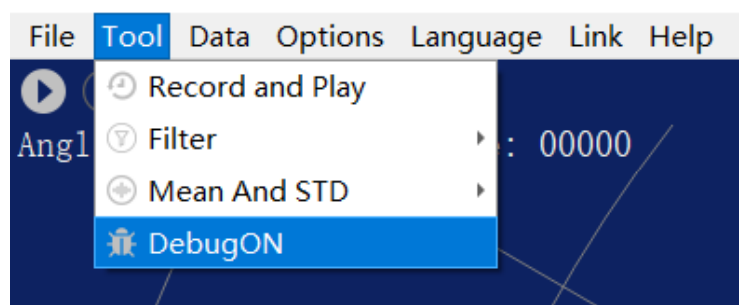 File Tool Data Options Language Link Help
Record and Play
Angl : 00000
Filter
Mean And STD
DebugON